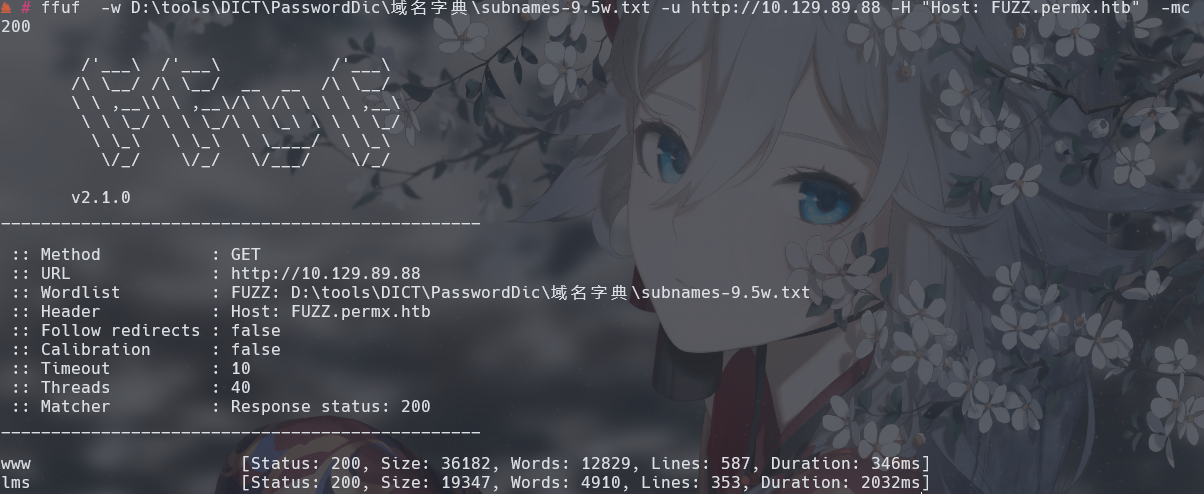 # ffuf  -w D:\tools\DICT\PasswordDic\域名字典\subnames-9.5w.txt -u http://10.129.89.88 -H "Host: FUZZ.permx.htb"  -mc
200

        /'___\  /'___\           /'___\
       /\ \__/ /\ \__/  __  __  /\ \__/
       \ \ ,__\\ \ ,__\/\ \/\ \ \ \ ,__\
        \ \ \_/ \ \ \_/\ \ \_\ \ \ \ \_/
         \ \_\   \ \_\  \ \____/  \ \_\
          \/_/    \/_/   \/___/    \/_/

       v2.1.0
________________________________________________

 :: Method           : GET
 :: URL              : http://10.129.89.88
 :: Wordlist         : FUZZ: D:\tools\DICT\PasswordDic\域名字典\subnames-9.5w.txt
 :: Header           : Host: FUZZ.permx.htb
 :: Follow redirects : false
 :: Calibration      : false
 :: Timeout          : 10
 :: Threads          : 40
 :: Matcher          : Response status: 200
________________________________________________

www                     [Status: 200, Size: 36182, Words: 12829, Lines: 587, Duration: 346ms]
lms                     [Status: 200, Size: 19347, Words: 4910, Lines: 353, Duration: 2032ms]